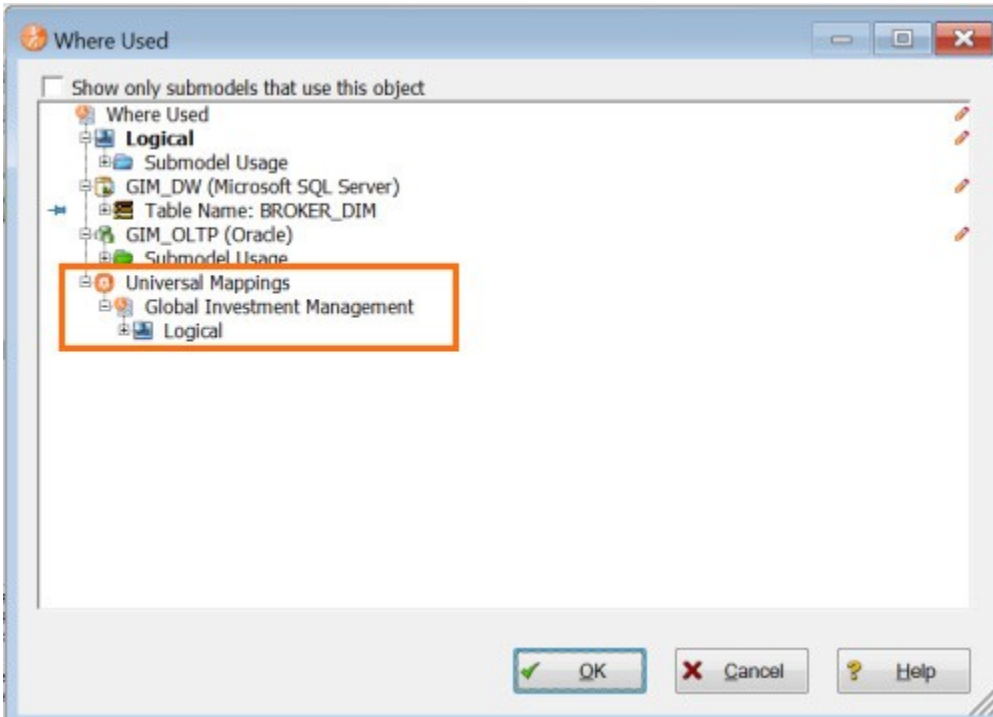 Where Used
Show only submodels that use this object
Where Used
Logical
Submodel Usage
GIM_DW (Microsoft SQL Server)
Table Name: BROKER_DIM
GIM_OLTP (Oracle)
Submodel Usage
Universal Mappings
Global Investment Management
Logical
OK Cancel Help